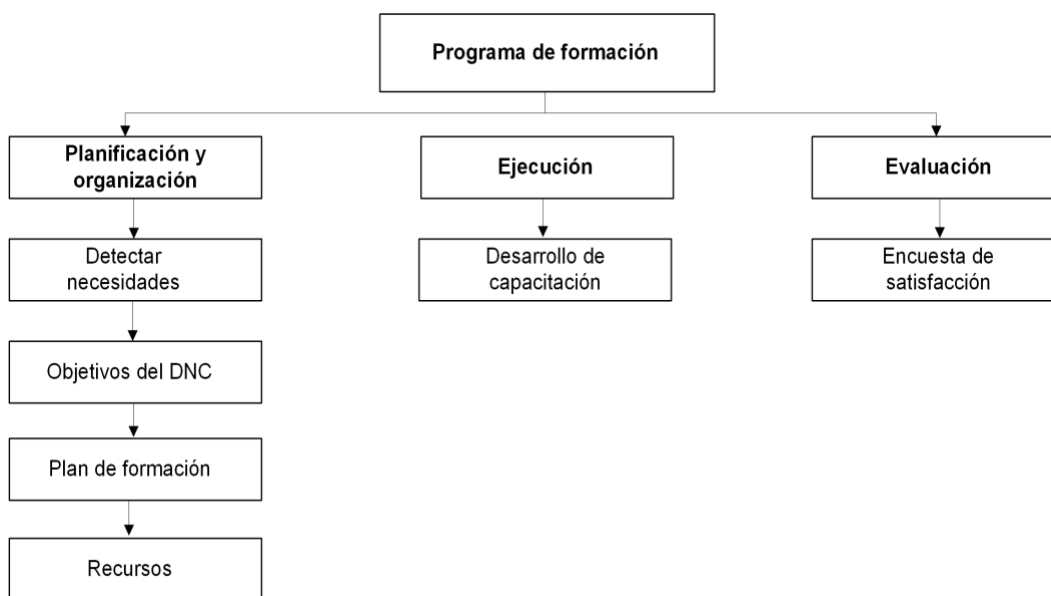 Programa de formación
Planificación y
organización
Ejecución
Evaluación
Detectar
necesidades
Desarrollo de
capacitación
Encuesta de
satisfacción
Objetivos del DNC
Plan de formación
Recursos